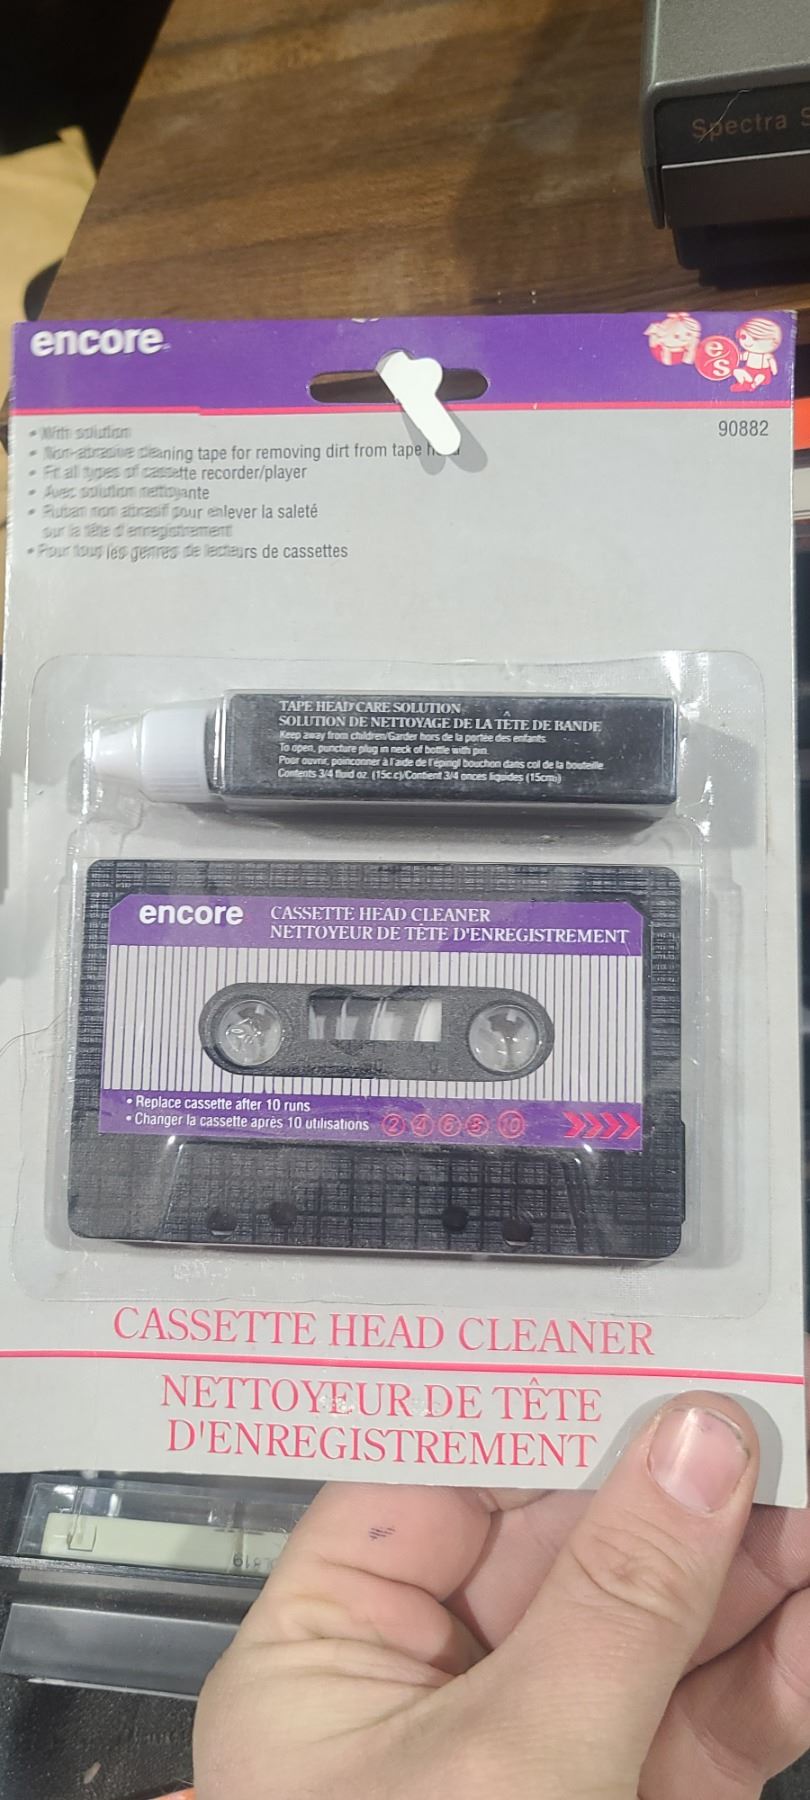 Spectra
encore
e/s
90882
• With solution
• Non-abrasive cleaning tape for removing dirt from tape
• Fit all types of cassette recorder/player
• Avec solution nettoyante
• Ruban non abrasif pour enlever la saleté
sur la tête d'enregistrement
• Pour tous les genres de lecteurs de cassettes
TAPE HEAD CARE SOLUTION
SOLUTION DE NETTOYAGE DE LA TÊTE DE BANDE
Keep away from children/Garder hors de la portée des enfants
To open, puncture plug in neck of bottle with pin.
Pour ouvrir, poinconner à l'aide de l'épingl bouchon dans col de la bouteille
Contents 3/4 fluid oz. (15c.c)/Contient 3/4 onces liquides (15cm³)
encore CASSETTE HEAD CLEANER
NETTOYEUR DE TÊTE D'ENREGISTREMENT
• Replace cassette after 10 runs
• Changer la cassette après 10 utilisations 2 4 6 8 10
CASSETTE HEAD CLEANER
NETTOYEUR DE TÊTE
D'ENREGISTREMENT